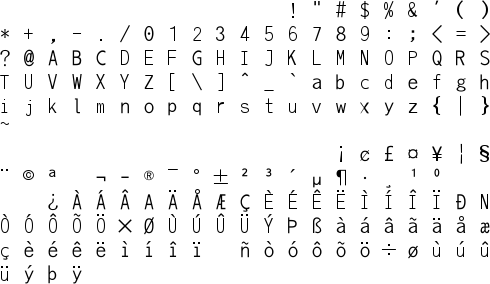 ! " # $ % & ' ( )
* + , - . / 0 1 2 3 4 5 6 7 8 9 : ; < = >
? @ A B C D E F G H I J K L M N O P Q R S
T U V W X Y Z [ \ ] ^ _ ` a b c d e f g h
i j k l m n o p q r s t u v w x y z { | }
~
¡ ¢ £ ¤ ¥ ¦ §
¨ © ª ¬ - ® ¯ ° ± ² ³ ´ µ ¶ · ¹ º
¿ À Á Â A Ä Å Æ Ç È É Ê Ë Ì Í Î Ï Ð N
Ò Ó Ô Õ Ö × Ø Ù Ú Û Ü Ý Þ ß à á â ã ä å æ
ç è é ê ë ì í î ï ñ ò ó ô õ ö ÷ ø ù ú û
ü ý þ ÿ